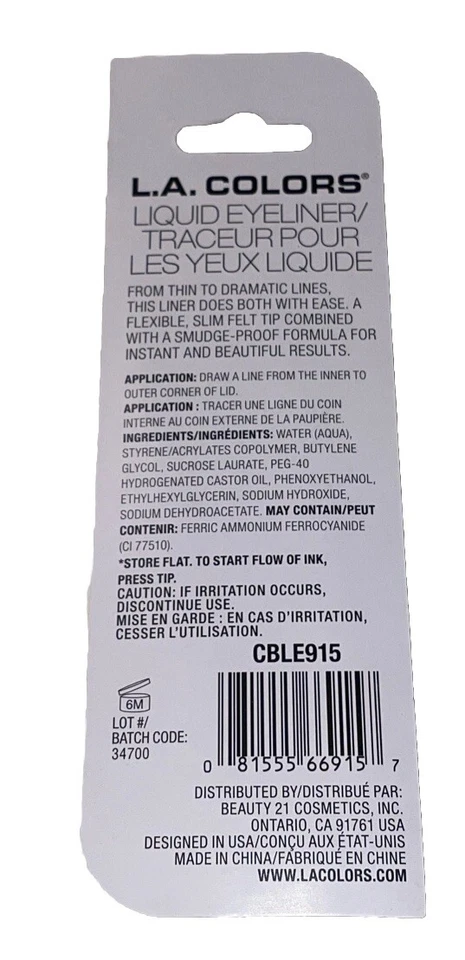 L.A. COLORS®
LIQUID EYELINER/
TRACEUR POUR
LES YEUX LIQUIDE
FROM THIN TO DRAMATIC LINES,
THIS LINER DOES BOTH WITH EASE. A
FLEXIBLE, SLIM FELT TIP COMBINED
WITH A SMUDGE-PROOF FORMULA FOR
INSTANT AND BEAUTIFUL RESULTS.
APPLICATION: DRAW A LINE FROM THE INNER TO
OUTER CORNER OF LID.
APPLICATION : TRACER UNE LIGNE DU COIN
INTERNE AU COIN EXTERNE DE LA PAUPIÈRE.
INGREDIENTS/INGRÉDIENTS: WATER (AQUA),
STYRENE/ACRYLATES COPOLYMER, BUTYLENE
GLYCOL, SUCROSE LAURATE, PEG-40
HYDROGENATED CASTOR OIL, PHENOXYETHANOL,
ETHYLHEXYLGLYCERIN, SODIUM HYDROXIDE,
SODIUM DEHYDROACETATE. MAY CONTAIN/PEUT
CONTENIR: FERRIC AMMONIUM FERROCYANIDE
(CI 77510).
*STORE FLAT. TO START FLOW OF INK,
PRESS TIP.
CAUTION: IF IRRITATION OCCURS,
DISCONTINUE USE.
MISE EN GARDE : EN CAS D'IRRITATION,
CESSER L'UTILISATION.
CBLE915
6M
LOT #/
BATCH CODE:
34700
0 81555 66915 7
DISTRIBUTED BY/DISTRIBUÉ PAR:
BEAUTY 21 COSMETICS, INC.
ONTARIO, CA 91761 USA
DESIGNED IN USA/CONÇU AUX ÉTAT-UNIS
MADE IN CHINA/FABRIQUÉ EN CHINE
WWW.LACOLORS.COM